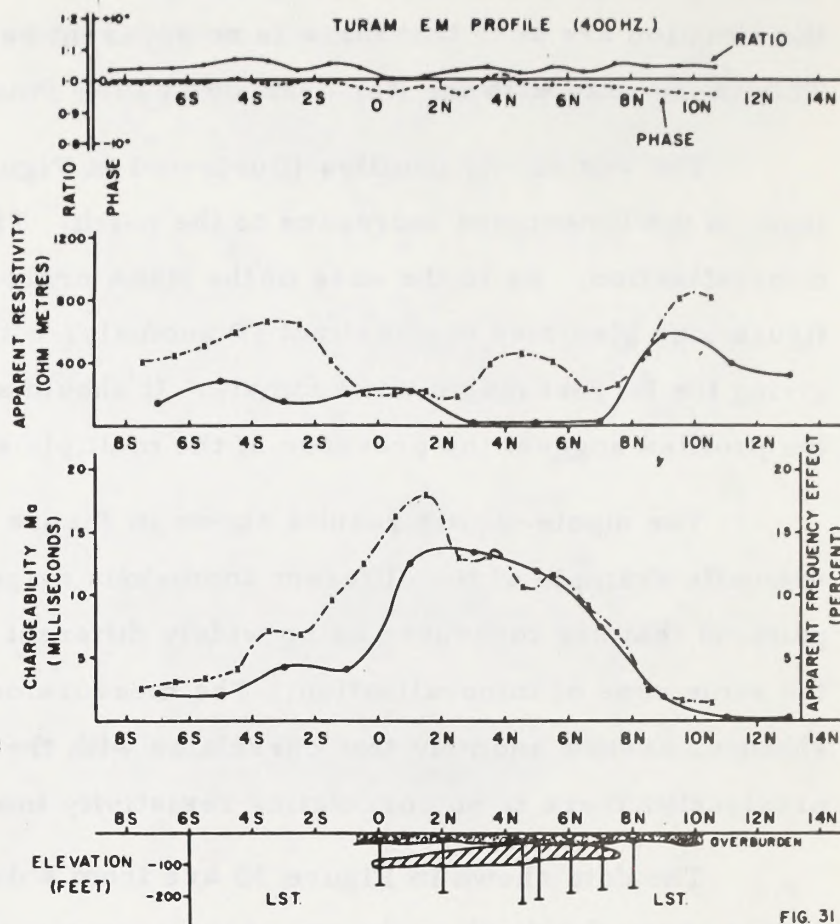 TURAM EM PROFILE (400HZ.)
1.2 +10°
1.1
1.0 0
0.9
0.8 -10°
RATIO
PHASE
6S 4S 2S 0 2N 4N 6N 8N 10N 12N 14N
RATIO
PHASE
APPARENT RESISTIVITY
(OHM METRES)
1200
800
400
8S 6S 4S 2S 0 2N 4N 6N 8N 10N 12N 14N
CHARGEABILITY Ma
(MILLISECONDS)
20
15
10
5
20
15
10
5
APPARENT FREQUENCY EFFECT
(PERCENT)
8S 6S 4S 2S 0 2N 4N 6N 8N 10N 12N 14N
8S 6S 4S 2S 0 2N 4N 6N 8N 10N 12N 14N
OVERBURDEN
ELEVATION
(FEET)
-100
-200
LST.
LST.
FIG. 31